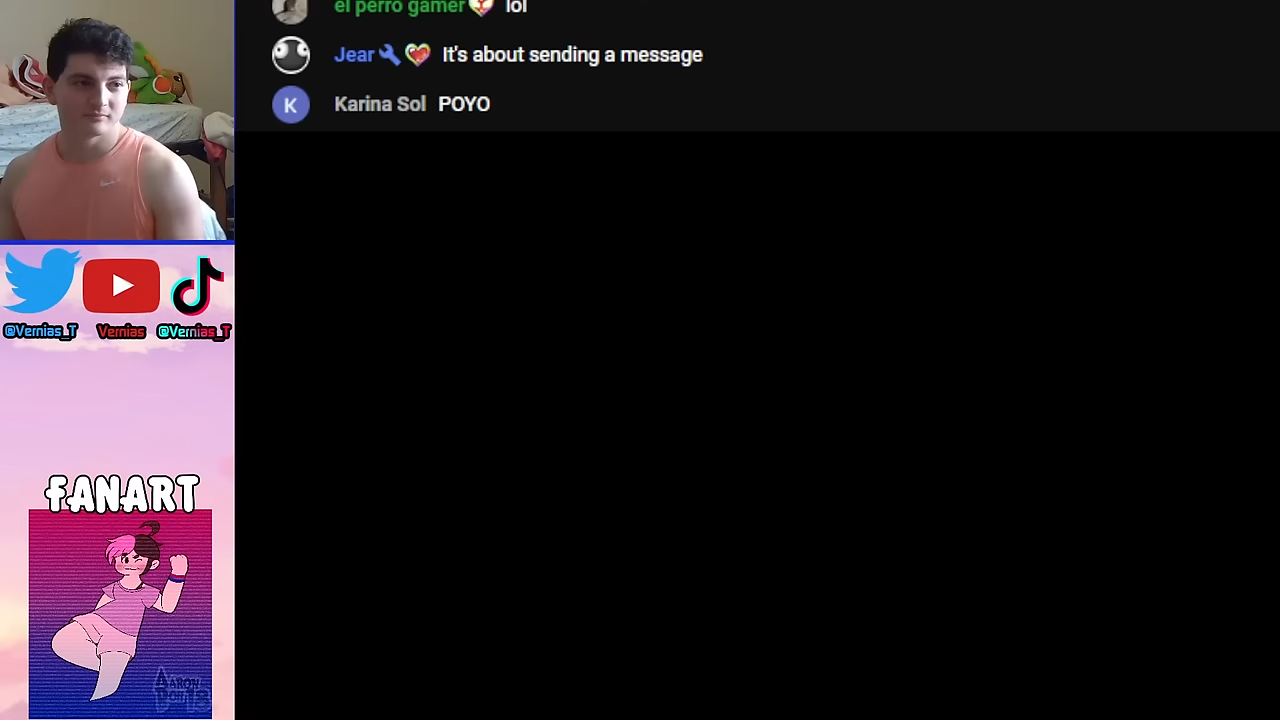 el perro gamer lol
Jear It's about sending a message
K Karina Sol POYO
@Vernias_T Vernias @Vernias_T
FANART